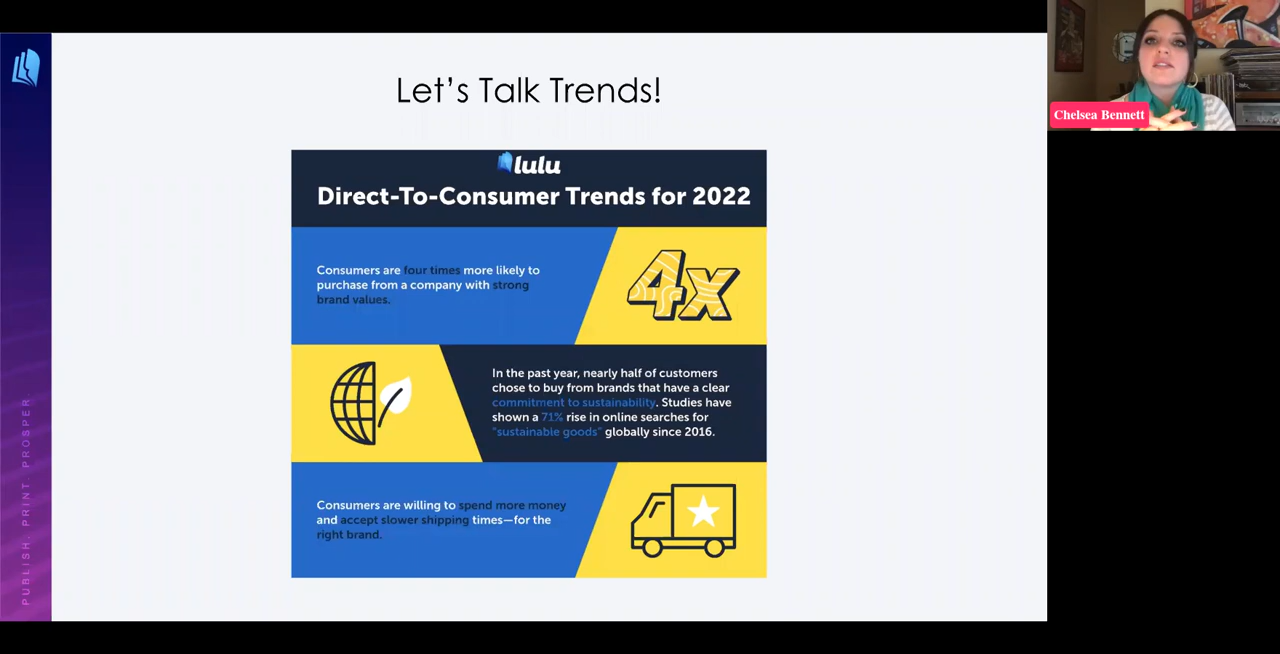 Let's Talk Trends!
lulu
Direct-To-Consumer Trends for 2022
Consumers are four times more likely to
purchase from a company with strong
brand values.
4x
In the past year, nearly half of customers
chose to buy from brands that have a clear
commitment to sustainability. Studies have
shown a 71% rise in online searches for
"sustainable goods" globally since 2016.
Consumers are willing to spend more money
and accept slower shipping times—for the
right brand.
PUBLISH. PRINT. PROSPER
Chelsea Bennett